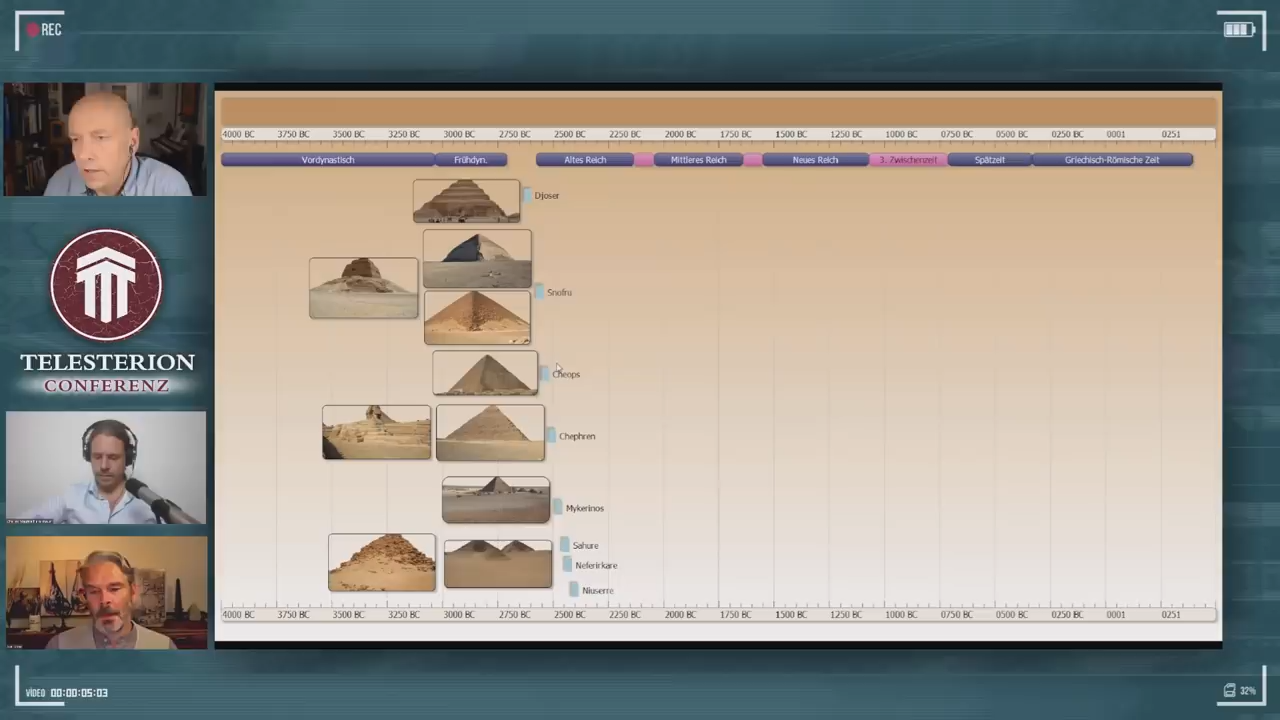 REC
4000 BC 3750 BC 3500 BC 3250 BC 3000 BC 2750 BC 2500 BC 2250 BC 2000 BC 1750 BC 1500 BC 1250 BC 1000 BC 0750 BC 0500 BC 0250 BC 0001 0251
Vordynastisch Frühdyn. Altes Reich Mittleres Reich Neues Reich 3. Zwischenzeit Spätzeit Griechisch-Römische Zeit
Djoser
Snofru
TELESTERION
CONFERENZ
Cheops
Chephren
Mykerinos
Sahure
Neferirkare
Niuserre
4000 BC 3750 BC 3500 BC 3250 BC 3000 BC 2750 BC 2500 BC 2250 BC 2000 BC 1750 BC 1500 BC 1250 BC 1000 BC 0750 BC 0500 BC 0250 BC 0001 0251
VÍDEO 00:00:05:03
32%